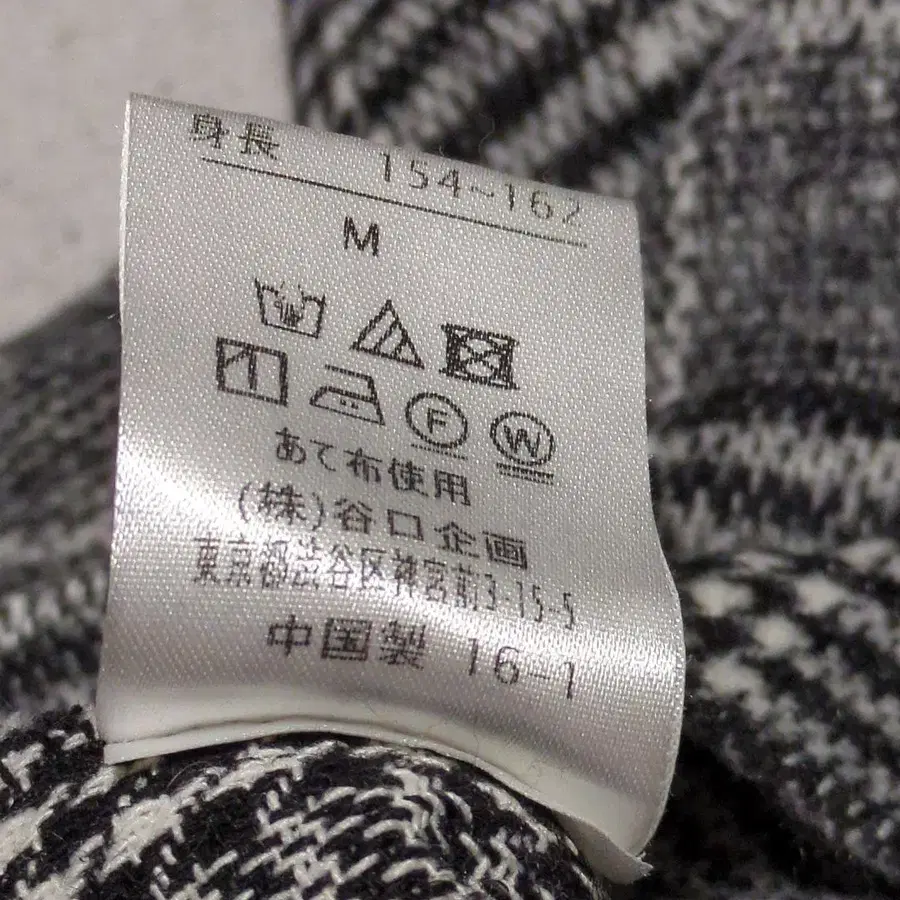 身長 154~162
M
F W
あて布使用
(株)谷口企画
東京都渋谷区神宮前3-15-5
中国製 16-1